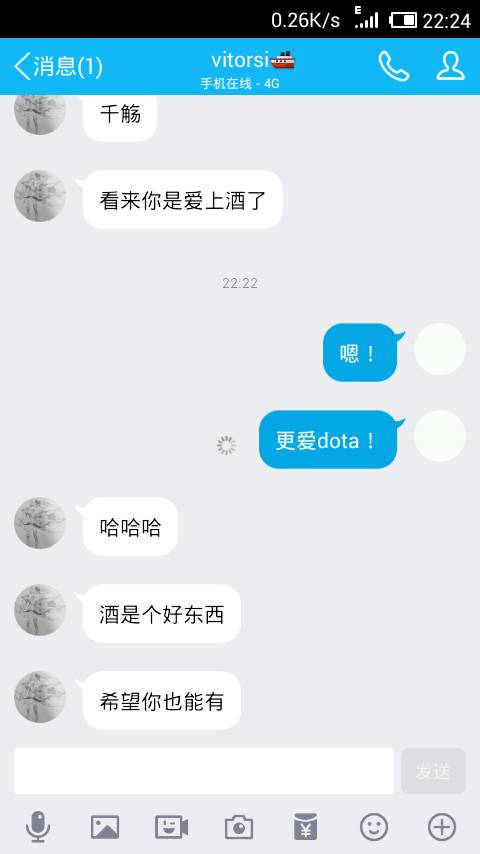 0.26K/s E 22:24
消息(1)
vitorsi🚢
手机在线 - 4G
千觞
看来你是爱上酒了
22:22
嗯！
更爱dota！
哈哈哈
酒是个好东西
希望你也能有
发送